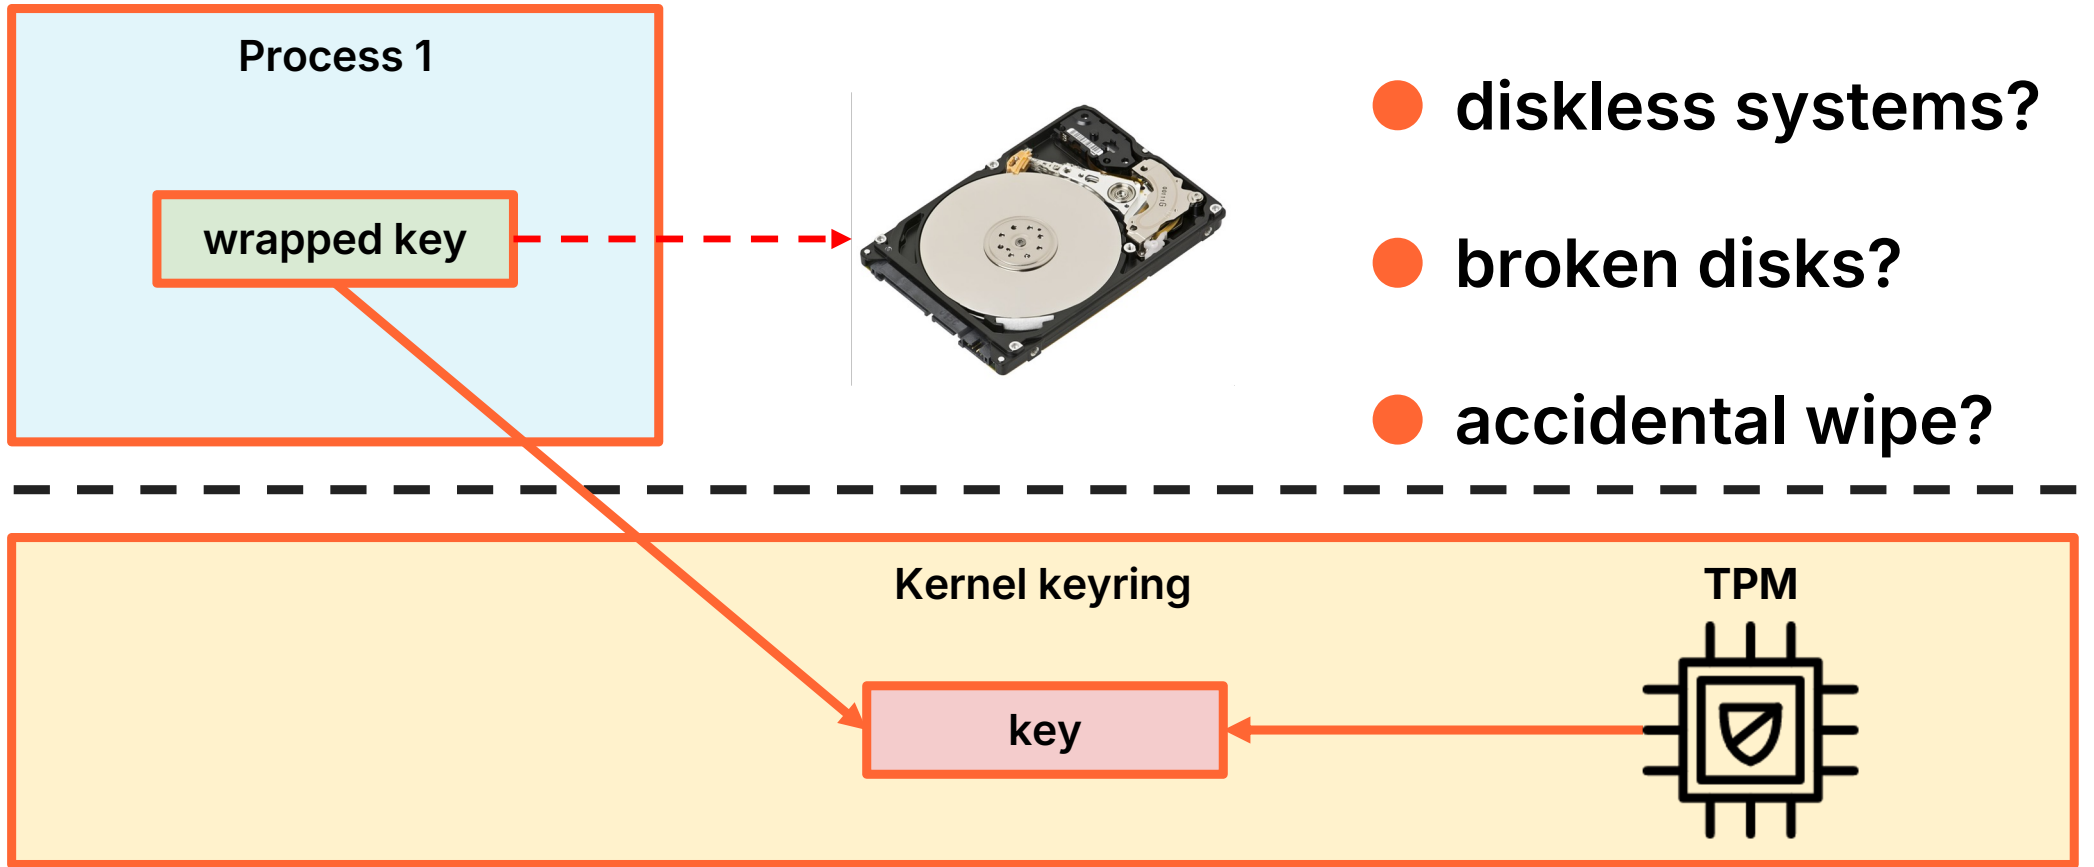 Process 1
wrapped key
diskless systems?
broken disks?
accidental wipe?
Kernel keyring
TPM
key